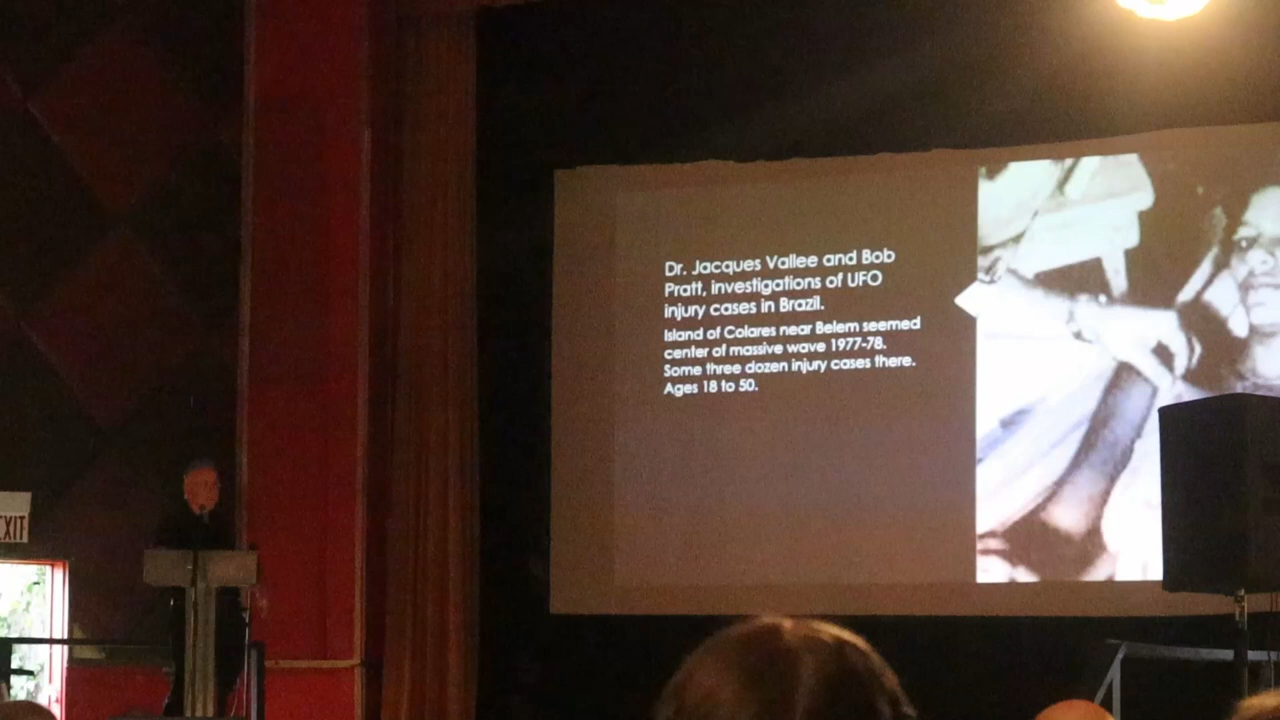 Dr. Jacques Vallee and Bob
Pratt, investigations of UFO
injury cases in Brazil.
Island of Colares near Belem seemed
center of massive wave 1977-78.
Some three dozen injury cases there.
Ages 18 to 50.
EXIT